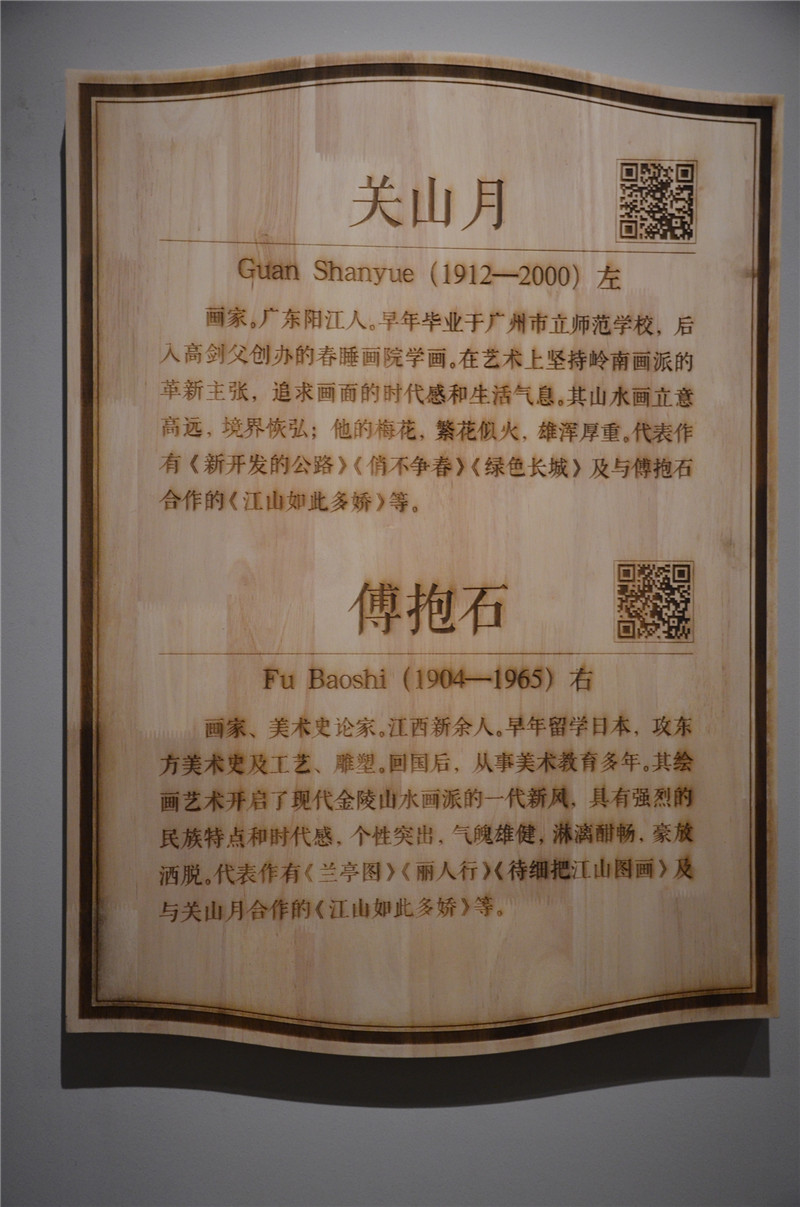 关山月
Guan Shanyue（1912—2000）左
画家。广东阳江人。早年毕业于广州市立师范学校，后
入高剑父创办的春睡画院学画。在艺术上坚持岭南画派的
革新主张，追求画面的时代感和生活气息。其山水画立意
高远，境界恢弘；他的梅花，繁花似火，雄浑厚重。代表作
有《新开发的公路》《俏不争春》《绿色长城》及与傅抱石
合作的《江山如此多娇》等。
傅抱石
Fu Baoshi（1904—1965）右
画家、美术史论家。江西新余人。早年留学日本，攻东
方美术史及工艺、雕塑。回国后，从事美术教育多年。其绘
画艺术开启了现代金陵山水画派的一代新风，具有强烈的
民族特点和时代感，个性突出，气魄雄健，淋漓酣畅，豪放
洒脱。代表作有《兰亭图》《丽人行》《待细把江山图画》及
与关山月合作的《江山如此多娇》等。